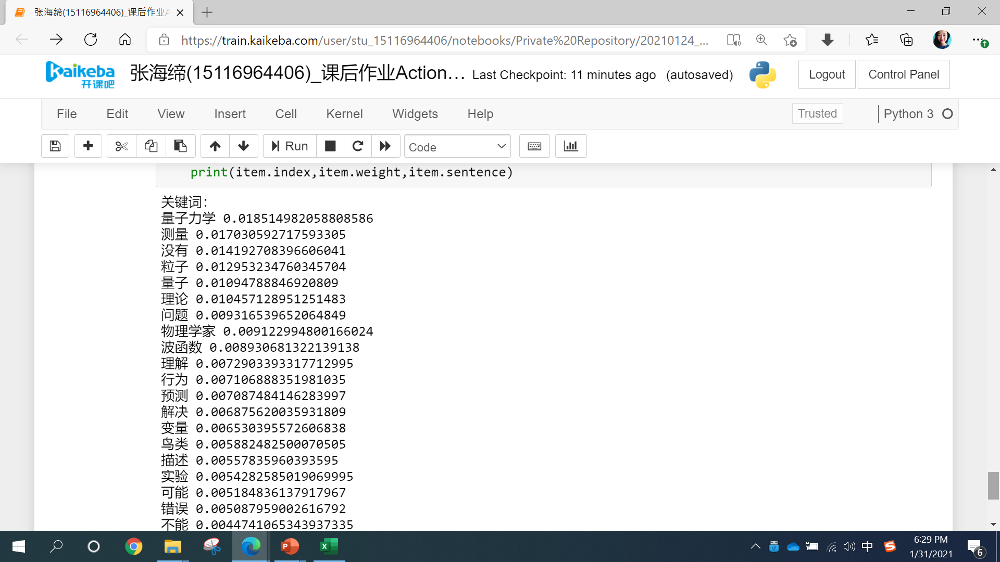 张海缔(15116964406)_课后作业A
https://train.kaikeba.com/user/stu_15116964406/notebooks/Private%20Repository/20210124_...
Kaikeba
开课吧
张海缔(15116964406)_课后作业Action... Last Checkpoint: 11 minutes ago (autosaved)
Logout
Control Panel
File Edit View Insert Cell Kernel Widgets Help
Trusted
Python 3
Run
Code
print(item.index,item.weight,item.sentence)
关键词:
量子力学 0.018514982058808586
测量 0.017030592717593305
没有 0.014192708396606041
粒子 0.012953234760345704
量子 0.01094788846920809
理论 0.010457128951251483
问题 0.009316539652064849
物理学家 0.009122994800166024
波函数 0.008930681322139138
理解 0.0072903393317712995
行为 0.007106888351981035
预测 0.007087484146283997
解决 0.006875620035931809
变量 0.006530395572606838
鸟类 0.005882482500070505
描述 0.00557835960393595
实验 0.0054282585019069995
可能 0.005184836137917967
错误 0.005087959002616792
不能 0.0044741065343937335
中
6:29 PM
1/31/2021
6